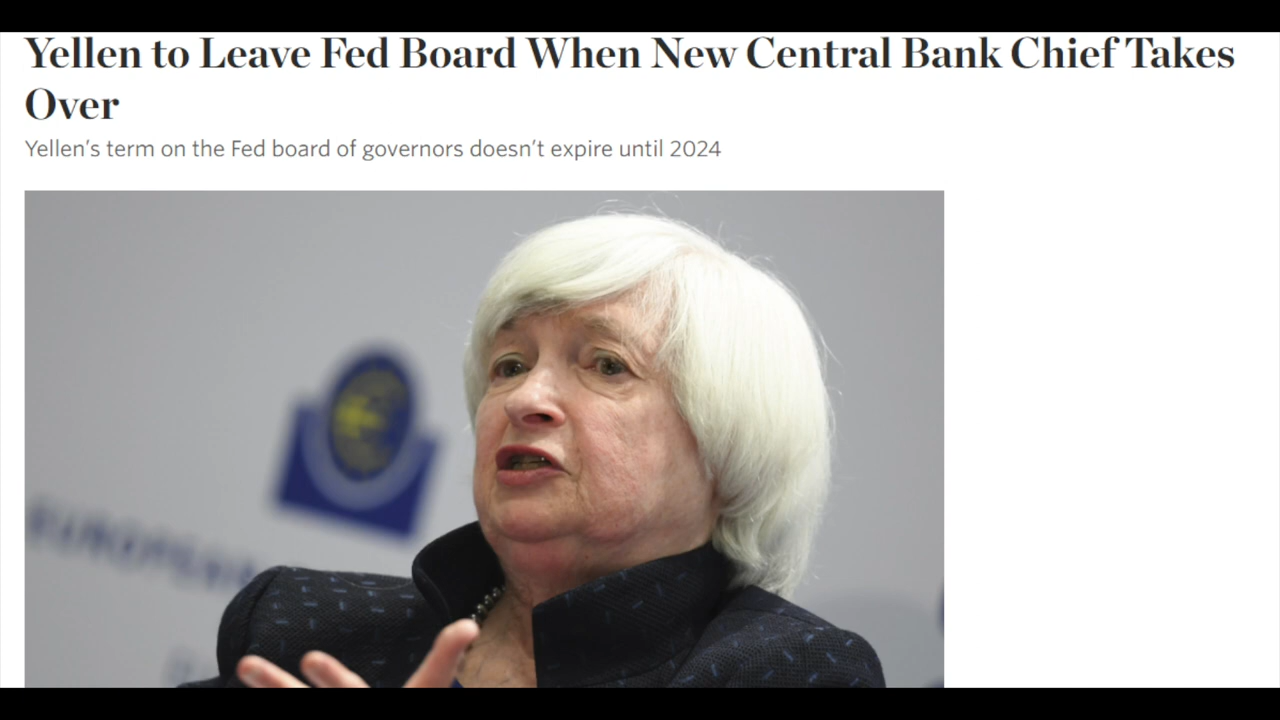 Yellen to Leave Fed Board When New Central Bank Chief Takes
Over
Yellen’s term on the Fed board of governors doesn’t expire until 2024
EUROPEAN